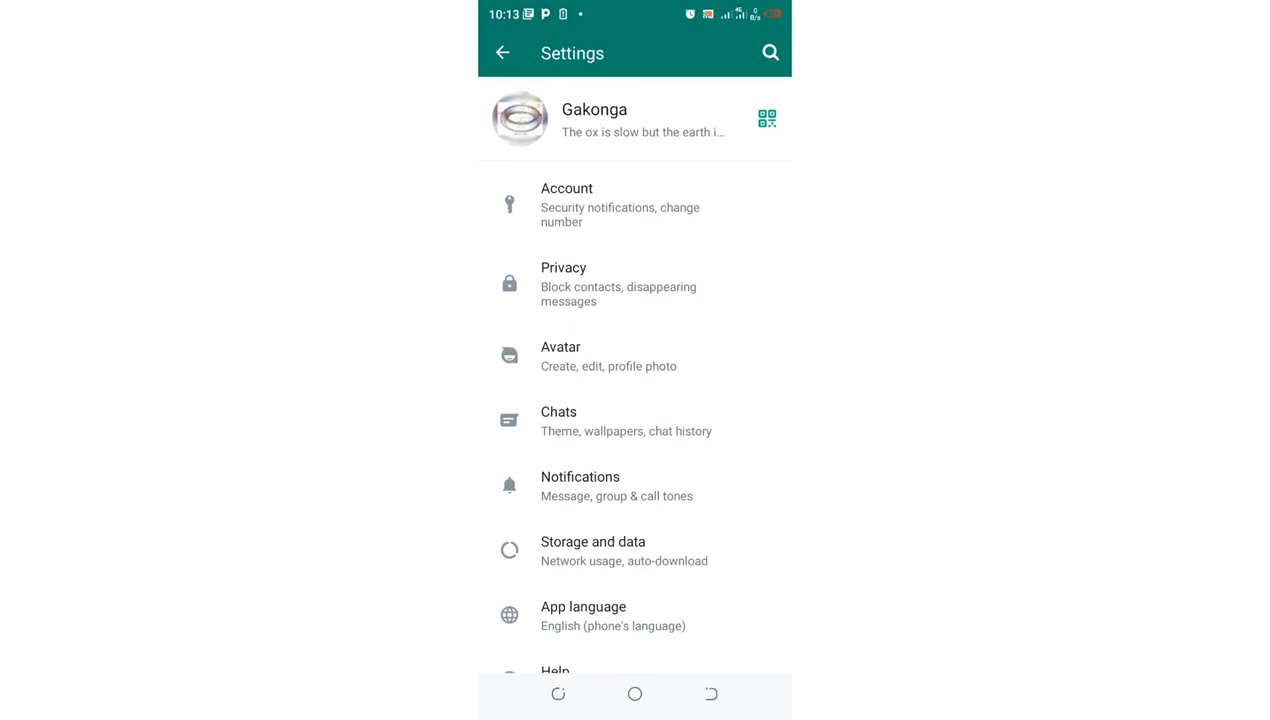 10:13
4G 0
B/s
Settings
Gakonga
The ox is slow but the earth i...
Account
Security notifications, change
number
Privacy
Block contacts, disappearing
messages
Avatar
Create, edit, profile photo
Chats
Theme, wallpapers, chat history
Notifications
Message, group & call tones
Storage and data
Network usage, auto-download
App language
English (phone's language)
Help